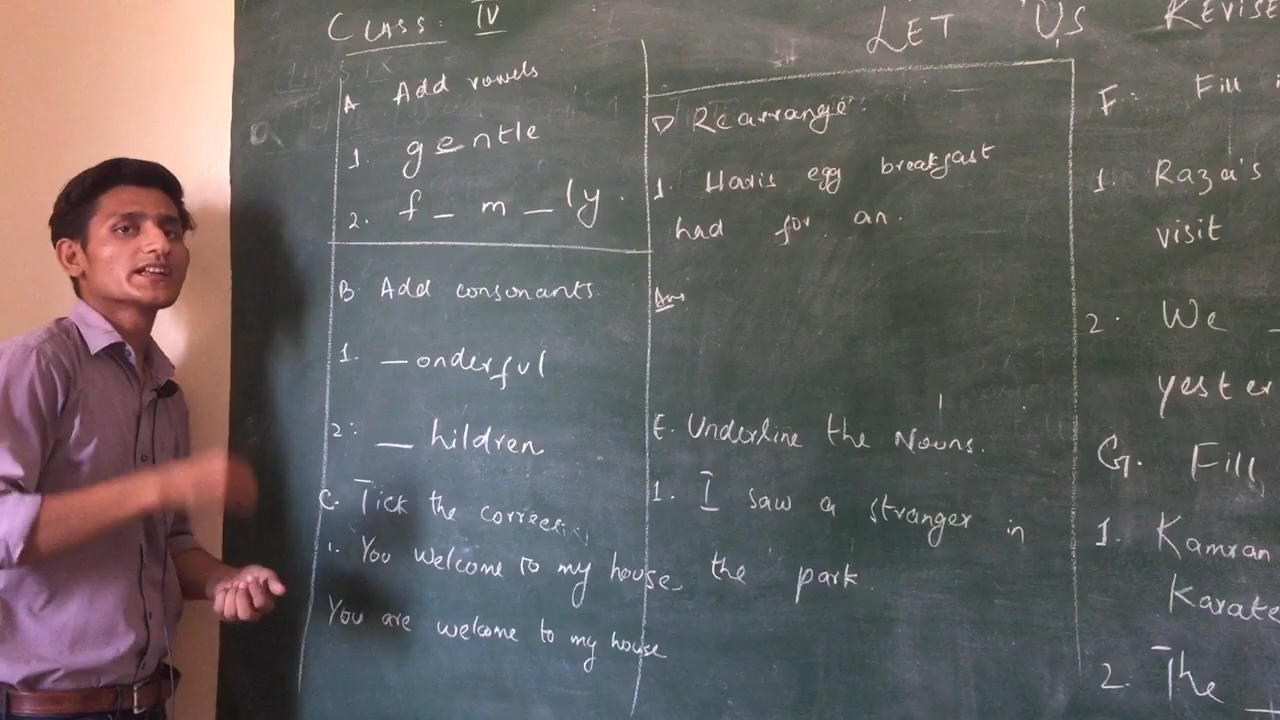 CLASS: IV
LET US REVISE
A Add vowels
1. gentle
2. f_m_ly.
B. Add consonants.
1. _onderful
2: _hildren
C. Tick the correct
1. You welcome to my house.
You are welcome to my house
D Rearrange.
1. Haris egg breakfast
had for an.
Ans
E. Underline the Nouns.
1. I saw a stranger in
the park.
F. Fill
1. Raza's
visit
2. We _
yester
G. Fill
1. Kamran
Karate
2. The _